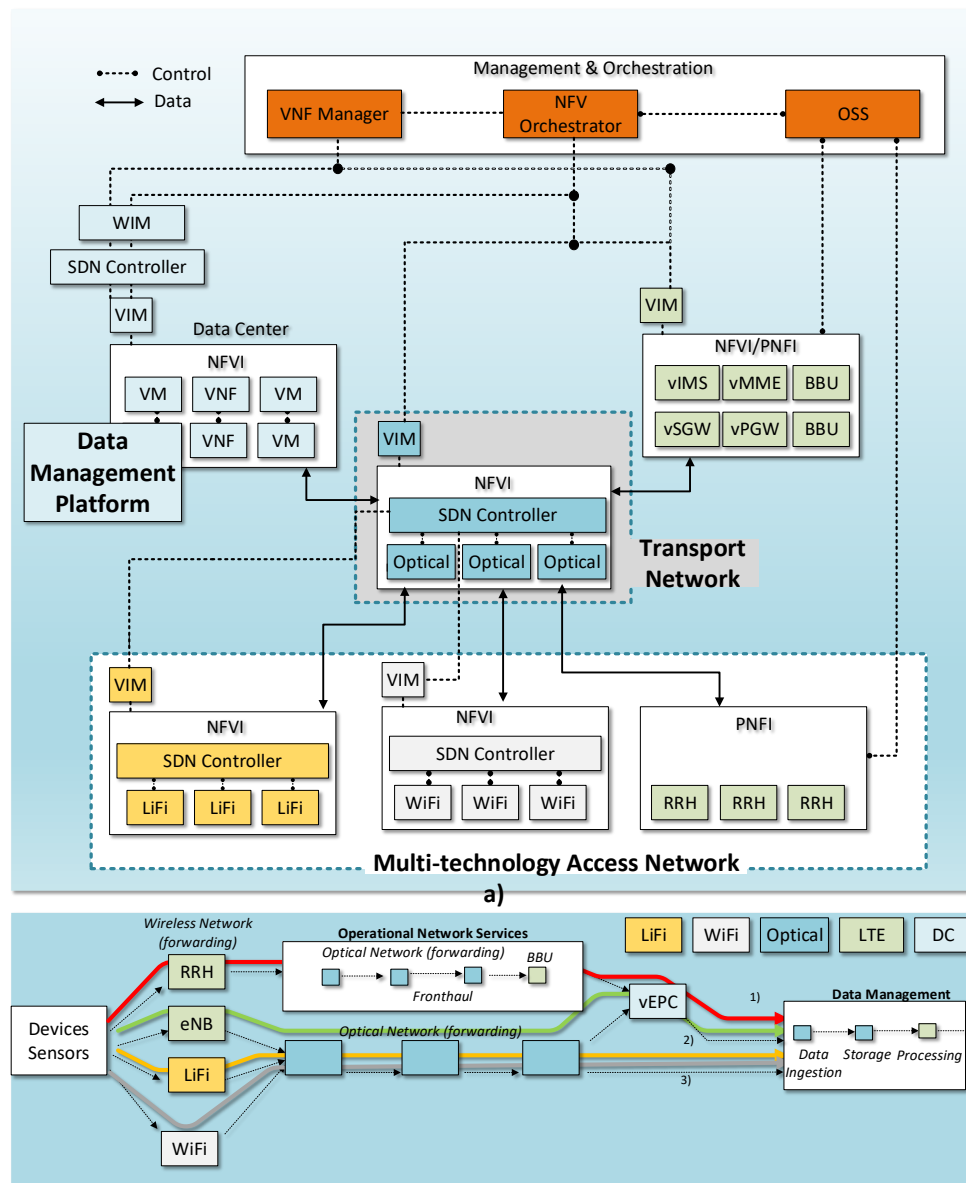 Control
Data
Management & Orchestration
VNF Manager
NFV
Orchestrator
OSS
WIM
SDN Controller
VIM
Data Center
NFVI
VM
VNF
VM
VNF
VM
Data
Management
Platform
VIM
NFVI/PNFI
vIMS
vMME
BBU
vSGW
vPGW
BBU
VIM
NFVI
SDN Controller
Optical
Optical
Optical
Transport
Network
VIM
NFVI
SDN Controller
LiFi
LiFi
LiFi
VIM
NFVI
SDN Controller
WiFi
WiFi
WiFi
PNFI
RRH
RRH
RRH
Multi-technology Access Network
a)
Wireless Network
(forwarding)
Operational Network Services
LiFi
WiFi
Optical
LTE
DC
Optical Network (forwarding)
BBU
Fronthaul
RRH
vEPC
1)
Data Management
Devices
Sensors
eNB
Optical Network (forwarding)
2)
Data
Ingestion
Storage
Processing
LiFi
3)
WiFi